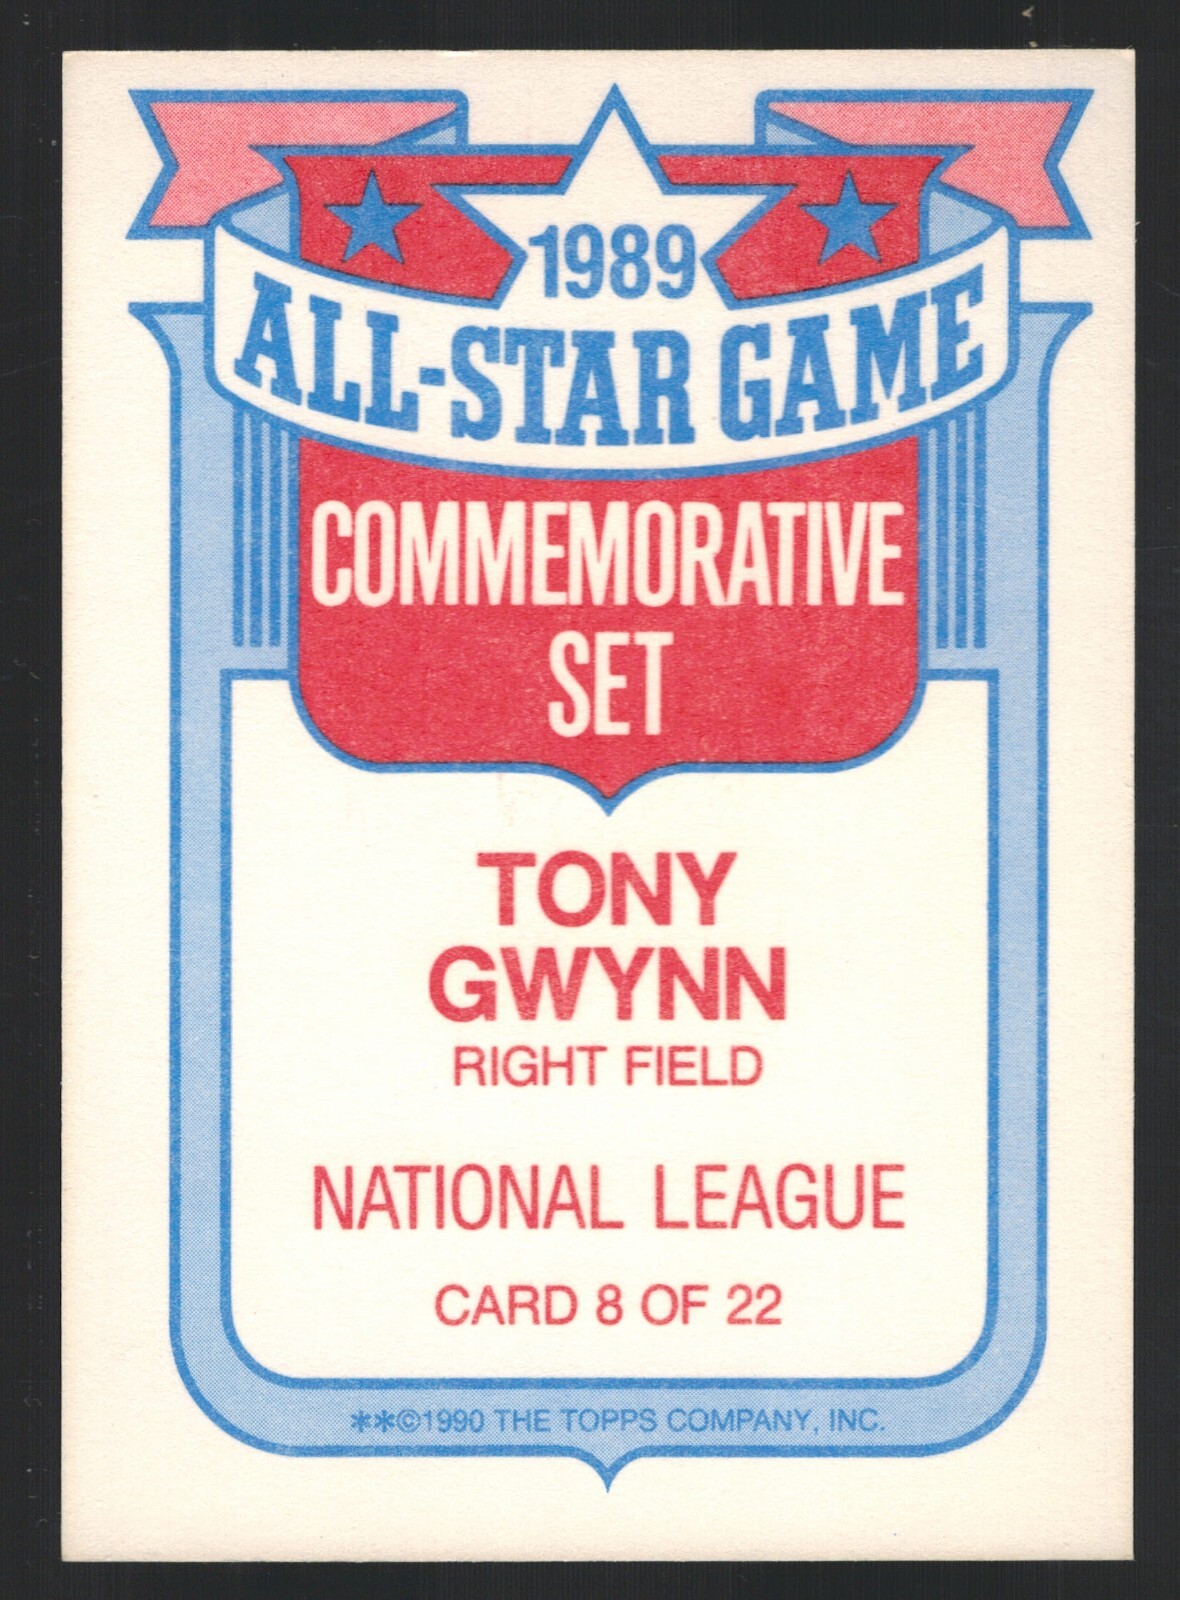 1989
ALL-STAR GAME
COMMEMORATIVE
SET
TONY
GWYNN
RIGHT FIELD
NATIONAL LEAGUE
CARD 8 OF 22
**©1990 THE TOPPS COMPANY, INC.